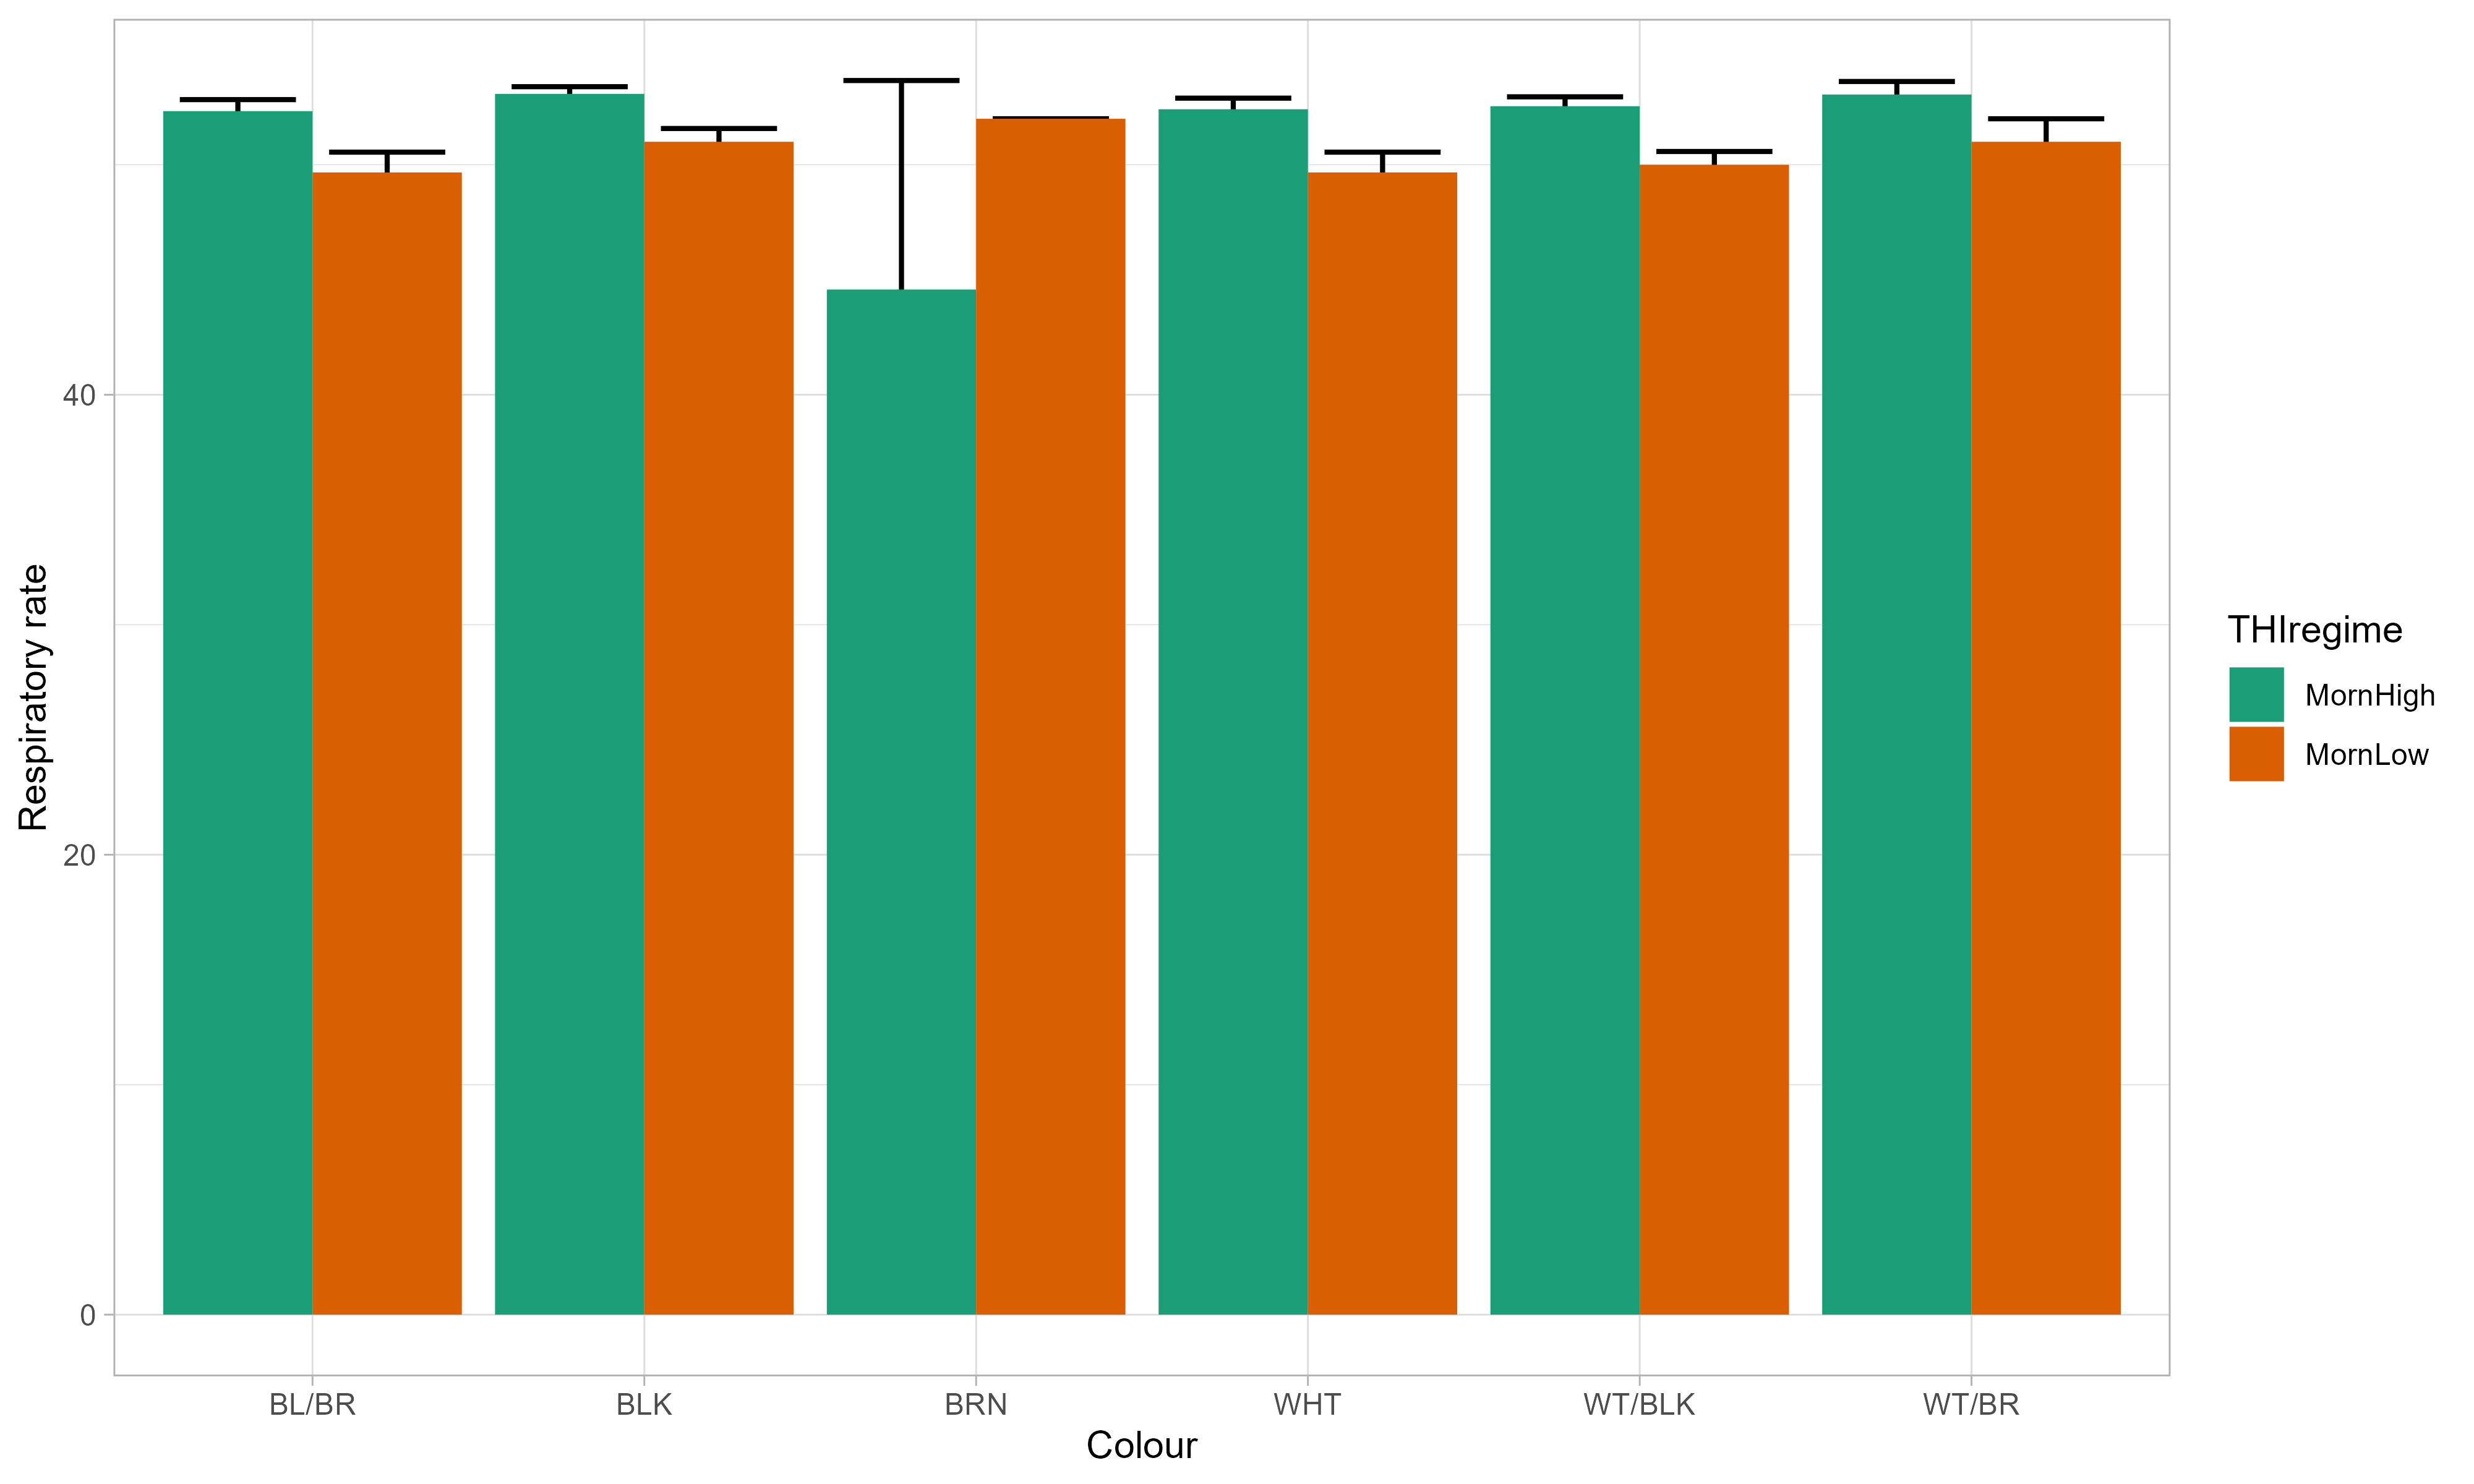 Respiratory rate
40
20
0
BL/BR
BLK
BRN
WHT
WT/BLK
WT/BR
Colour
THIregime
MornHigh
MornLow